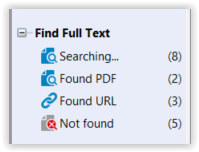 Find Full Text
Searching... (8)
Found PDF (2)
Found URL (3)
Not found (5)